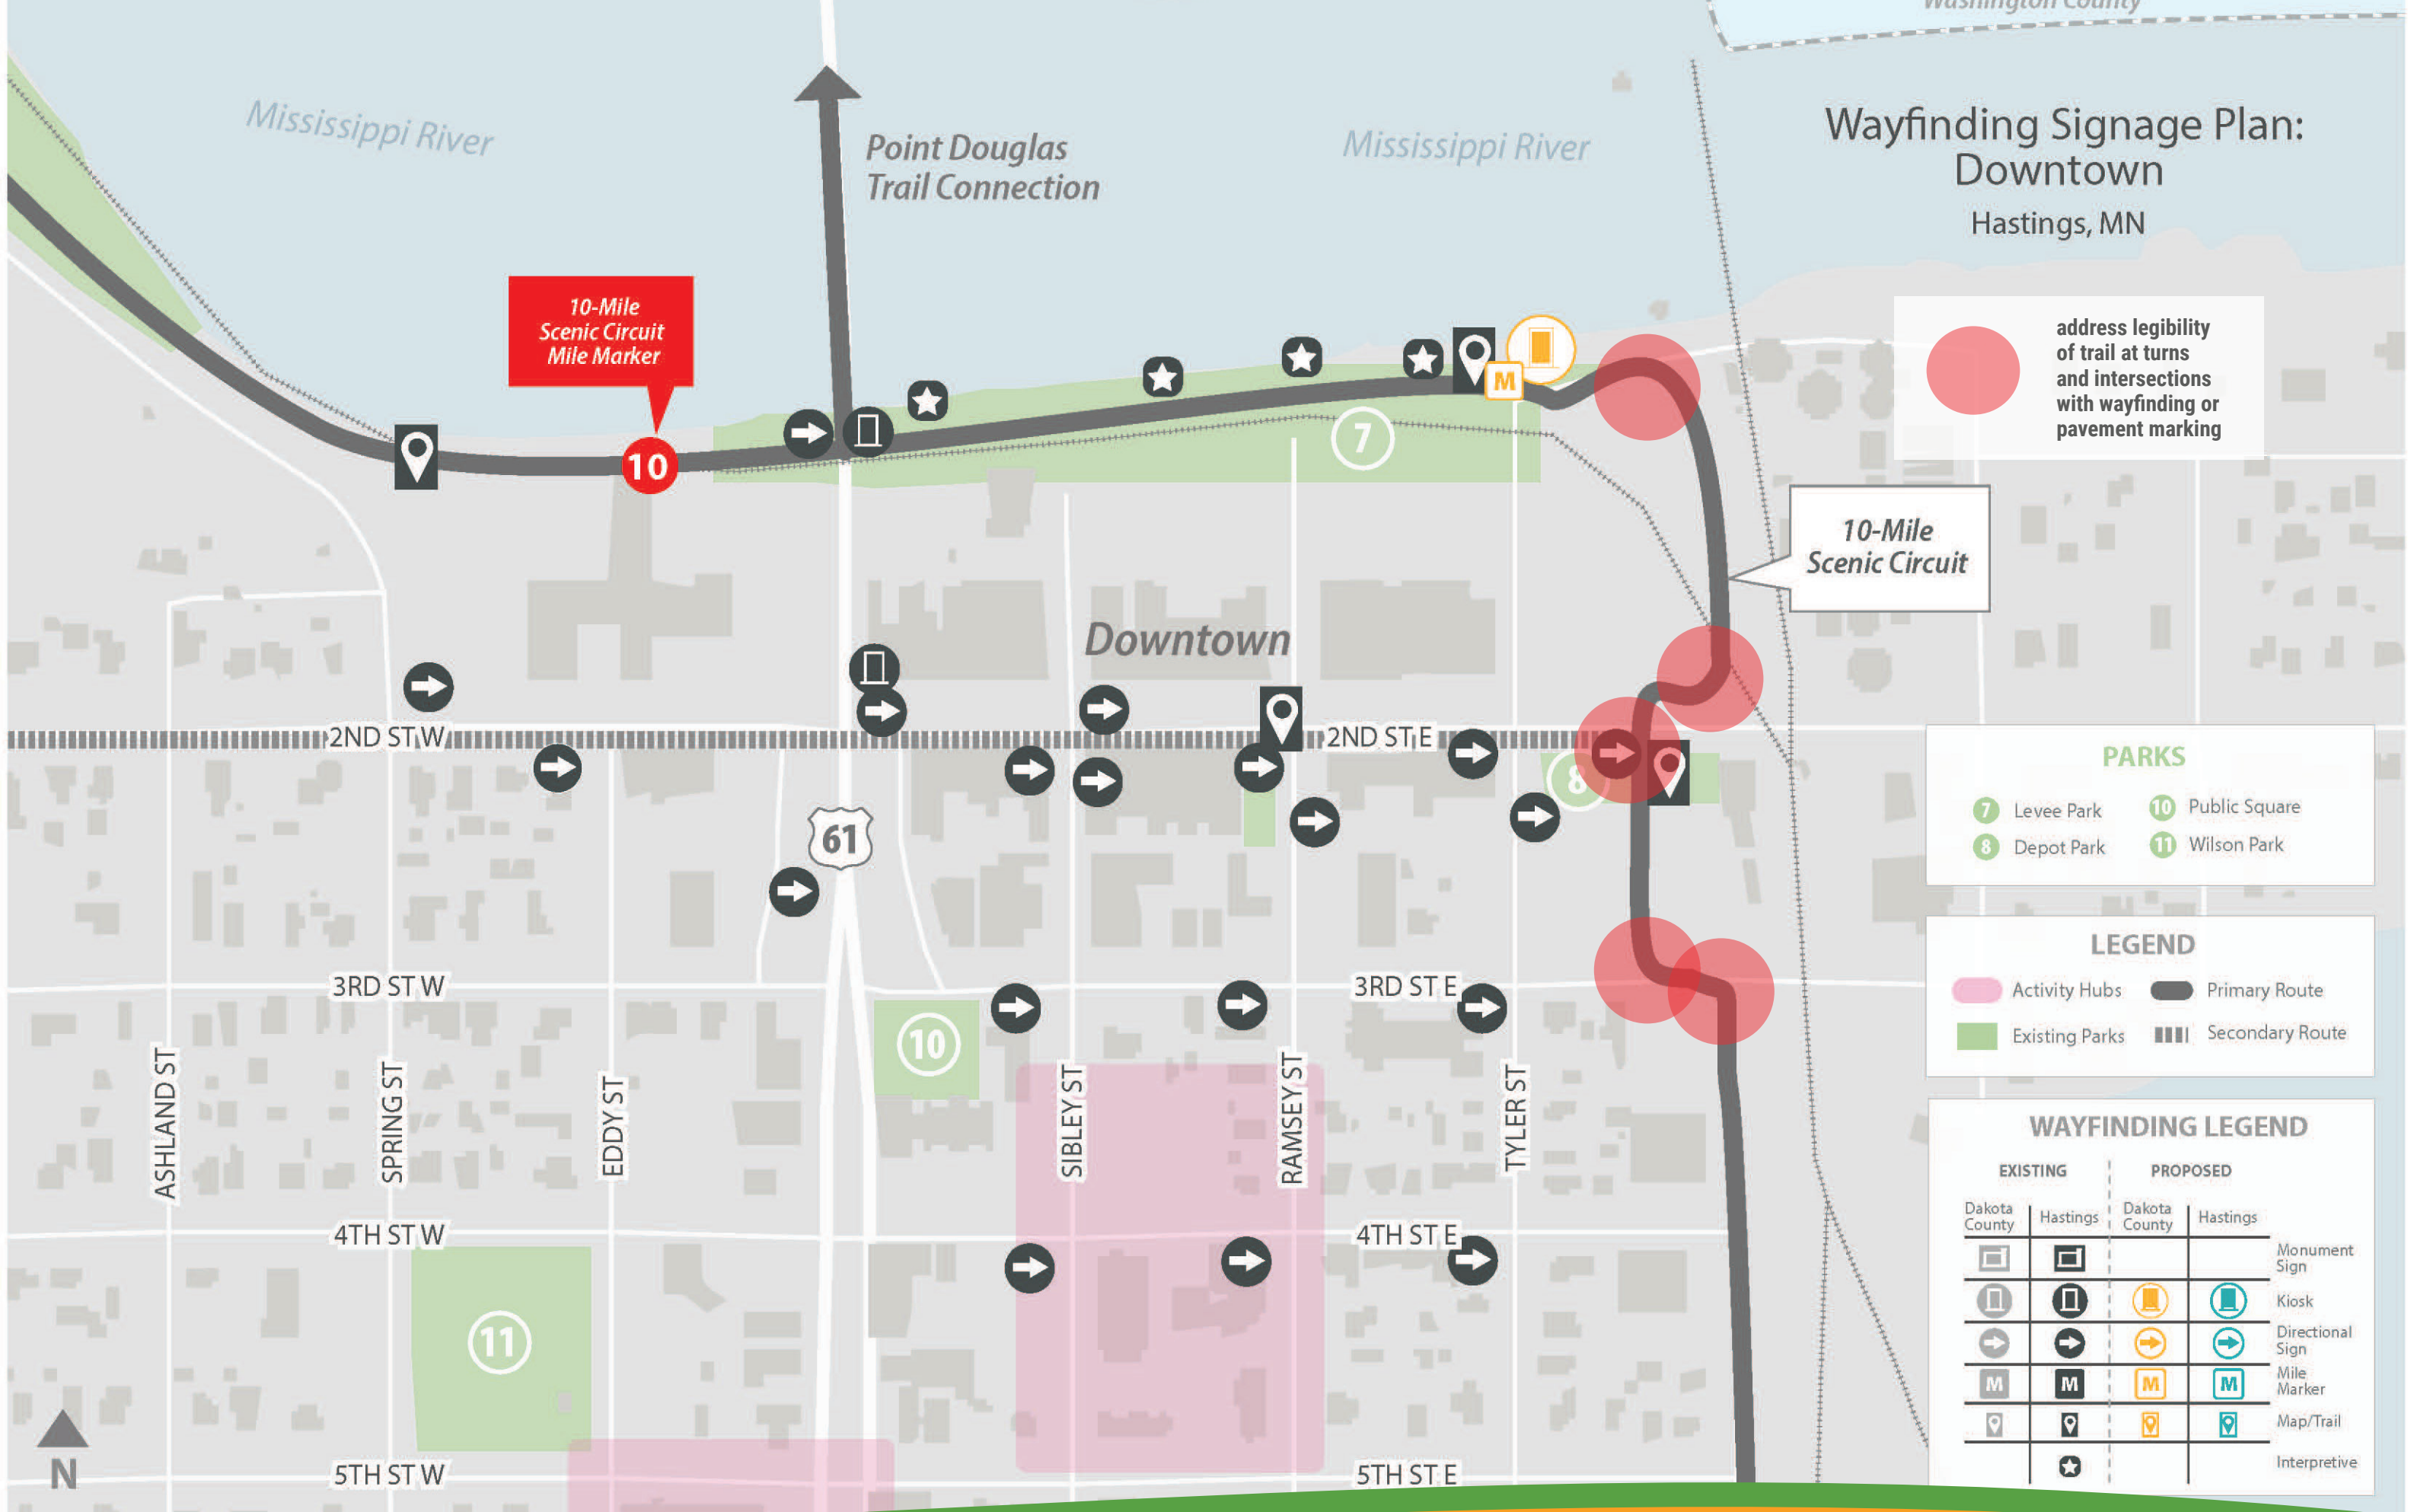 Washington County
Mississippi River
Mississippi River
Point Douglas
Trail Connection
Wayfinding Signage Plan:
Downtown
Hastings, MN
10-Mile
Scenic Circuit
Mile Marker
10
address legibility
of trail at turns
and intersections
with wayfinding or
pavement marking
M
7
10-Mile
Scenic Circuit
Downtown
2ND ST W
2ND ST E
8
61
3RD ST W
3RD ST E
10
ASHLAND ST
SPRING ST
EDDY ST
SIBLEY ST
RAMSEY ST
TYLER ST
4TH ST W
4TH ST E
11
5TH ST W
5TH ST E
N
PARKS
7 Levee Park
10 Public Square
8 Depot Park
11 Wilson Park
LEGEND
Activity Hubs
Primary Route
Existing Parks
Secondary Route
WAYFINDING LEGEND
EXISTING
PROPOSED
Dakota
County
Hastings
Dakota
County
Hastings
Monument
Sign
Kiosk
Directional
Sign
M M M M
Mile
Marker
Map/Trail
Interpretive